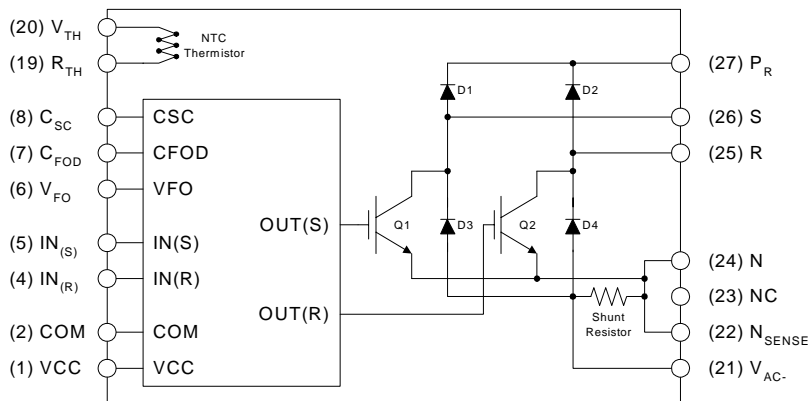 (20) V_TH
NTC
Thermistor
(19) R_TH
(27) P_R
D1
D2
(8) C_SC
CSC
(26) S
(7) C_FOD
CFOD
(25) R
(6) V_FO
VFO
OUT(S)
Q1
D3
Q2
D4
(5) IN_(S)
IN(S)
(24) N
(4) IN_(R)
IN(R)
(23) NC
OUT(R)
Shunt
Resistor
(2) COM
COM
(22) N_SENSE
(1) VCC
VCC
(21) V_AC-